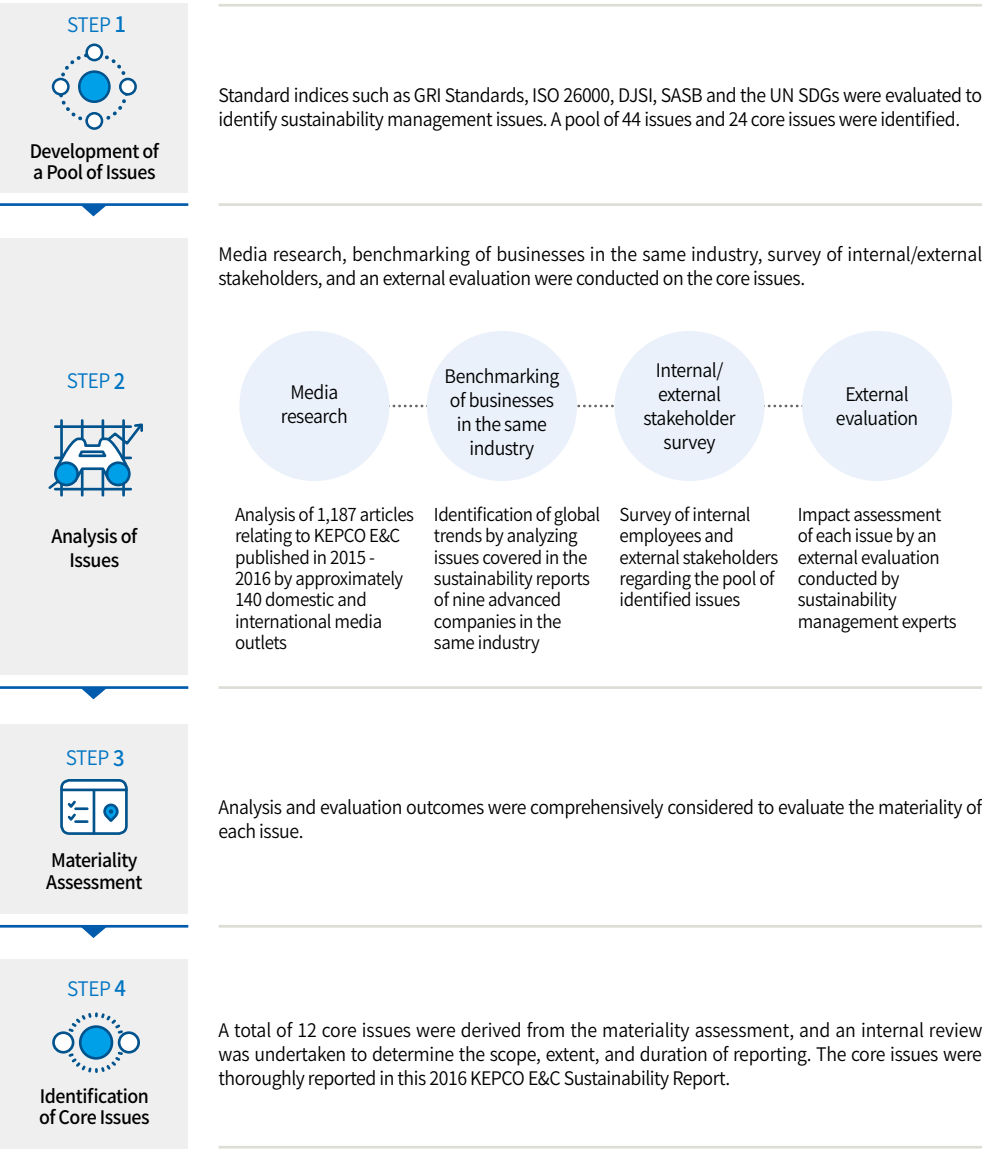 STEP 1
Development of
a Pool of Issues
Standard indices such as GRI Standards, ISO 26000, DJSI, SASB and the UN SDGs were evaluated to
identify sustainability management issues. A pool of 44 issues and 24 core issues were identified.
STEP 2
Analysis of
Issues
Media research, benchmarking of businesses in the same industry, survey of internal/external
stakeholders, and an external evaluation were conducted on the core issues.
Media
research
Benchmarking
of businesses
in the same
industry
Internal/
external
stakeholder
survey
External
evaluation
Analysis of 1,187 articles
relating to KEPCO E&C
published in 2015 -
2016 by approximately
140 domestic and
international media
outlets
Identification of global
trends by analyzing
issues covered in the
sustainability reports
of nine advanced
companies in the
same industry
Survey of internal
employees and
external stakeholders
regarding the pool of
identified issues
Impact assessment
of each issue by an
external evaluation
conducted by
sustainability
management experts
STEP 3
Materiality
Assessment
Analysis and evaluation outcomes were comprehensively considered to evaluate the materiality of
each issue.
STEP 4
Identification
of Core Issues
A total of 12 core issues were derived from the materiality assessment, and an internal review
was undertaken to determine the scope, extent, and duration of reporting. The core issues were
thoroughly reported in this 2016 KEPCO E&C Sustainability Report.